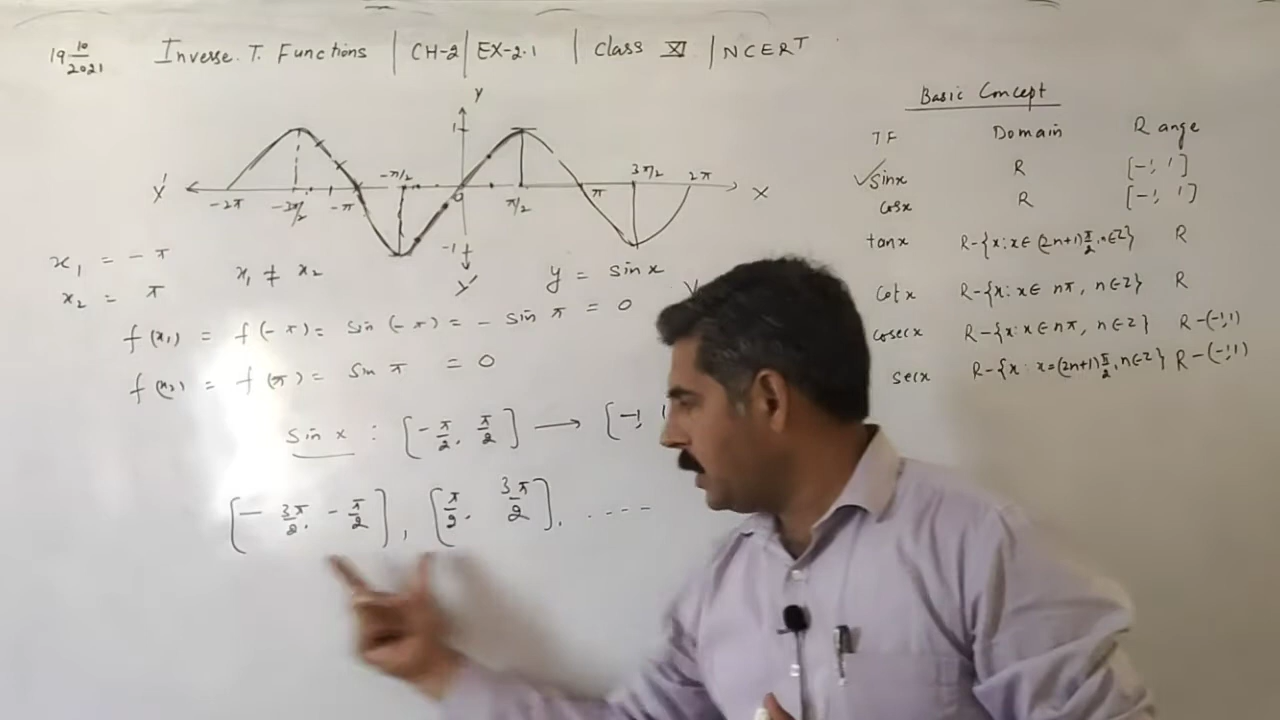 19 10/2021 Inverse. T. Functions | CH-2 | EX-2.1 | Class XI | NCERT
Y
1
X' -2π -3π/2 -π -π/2 0 π/2 π 3π/2 2π X
-1
Y'
x₁ = -π
x₂ = π
x₁ ≠ x₂
y = sin x
f(x₁) = f(-π) = sin(-π) = - sin π = 0
f(x₂) = f(π) = sin π = 0
sin x : [-π/2, π/2] → [-1, 1
[-3π/2, -π/2], [π/2, 3π/2], ....
Basic Concept
TF Domain Range
✓sinx R [-1, 1]
cosx R [-1, 1]
tanx R-{x: x∈(2n+1)π/2, n∈Z} R
Cotx R-{x: x∈ nπ, n∈Z} R
cosecx R-{x: x∈nπ, n∈Z} R-(-1,1)
secx R-{x: x=(2n+1)π/2, n∈Z} R-(-1,1)